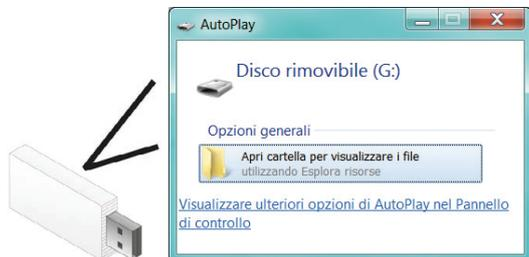 AutoPlay
Disco rimovibile (G:)
Opzioni generali
Apri cartella per visualizzare i file
utilizzando Esplora risorse
Visualizzare ulteriori opzioni di AutoPlay nel Pannello
di controllo